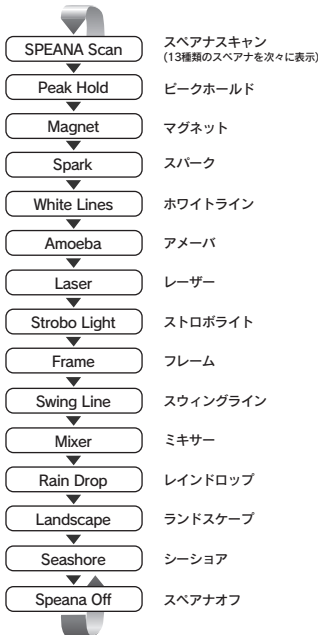 SPEANA Scan
スペアナスキャン
(13種類のスペアナを次々に表示)
Peak Hold
ピークホールド
Magnet
マグネット
Spark
スパーク
White Lines
ホワイトライン
Amoeba
アメーバ
Laser
レーザー
Strobo Light
ストロボライト
Frame
フレーム
Swing Line
スウィングライン
Mixer
ミキサー
Rain Drop
レインドロップ
Landscape
ランドスケープ
Seashore
シーショア
Speana Off
スペアナオフ